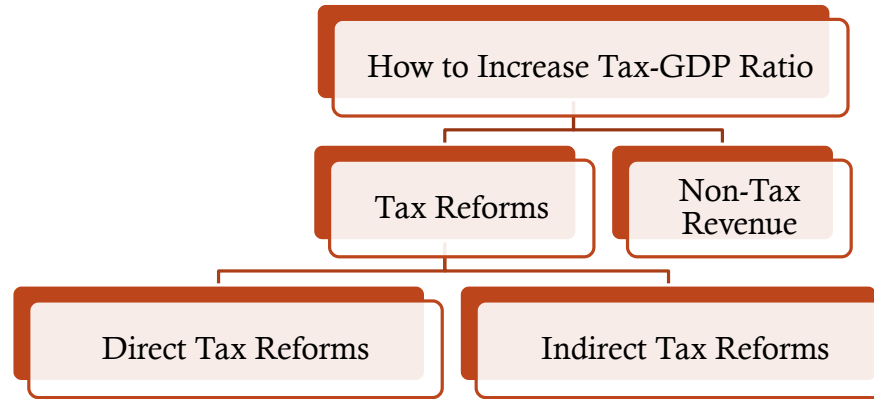 How to Increase Tax-GDP Ratio
Tax Reforms
Non-Tax
Revenue
Direct Tax Reforms
Indirect Tax Reforms